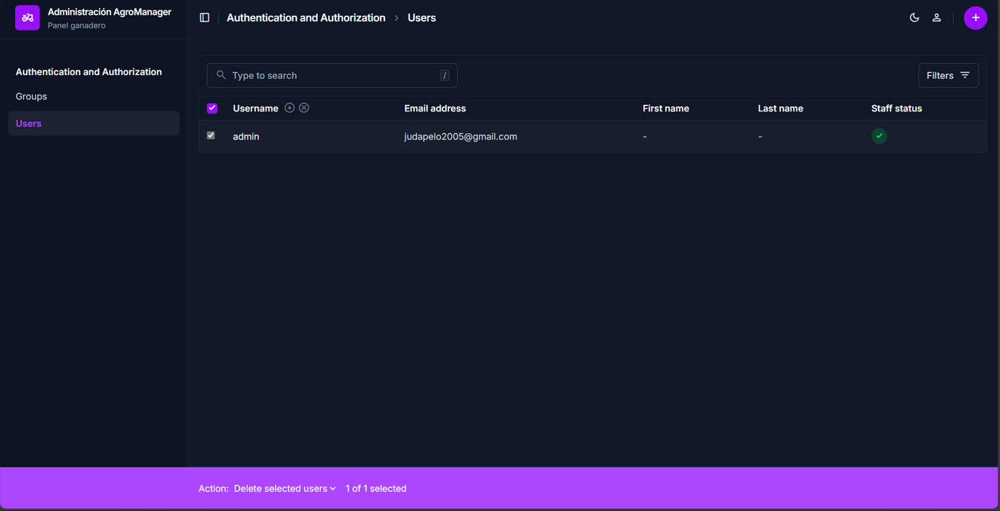 Administración AgroManager
Panel ganadero
Authentication and Authorization > Users
+
Authentication and Authorization
Groups
Users
Type to search /
Filters
Username Email address First name Last name Staff status
admin judapelo2005@gmail.com - -
Action: Delete selected users 1 of 1 selected